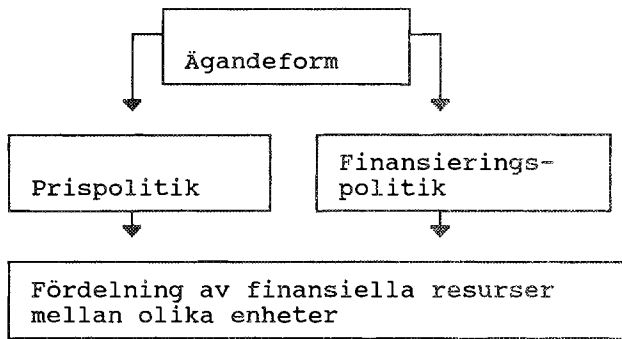 Ägandeform
Prispolitik
Finansierings-
politik
Fördelning av finansiella resurser
mellan olika enheter